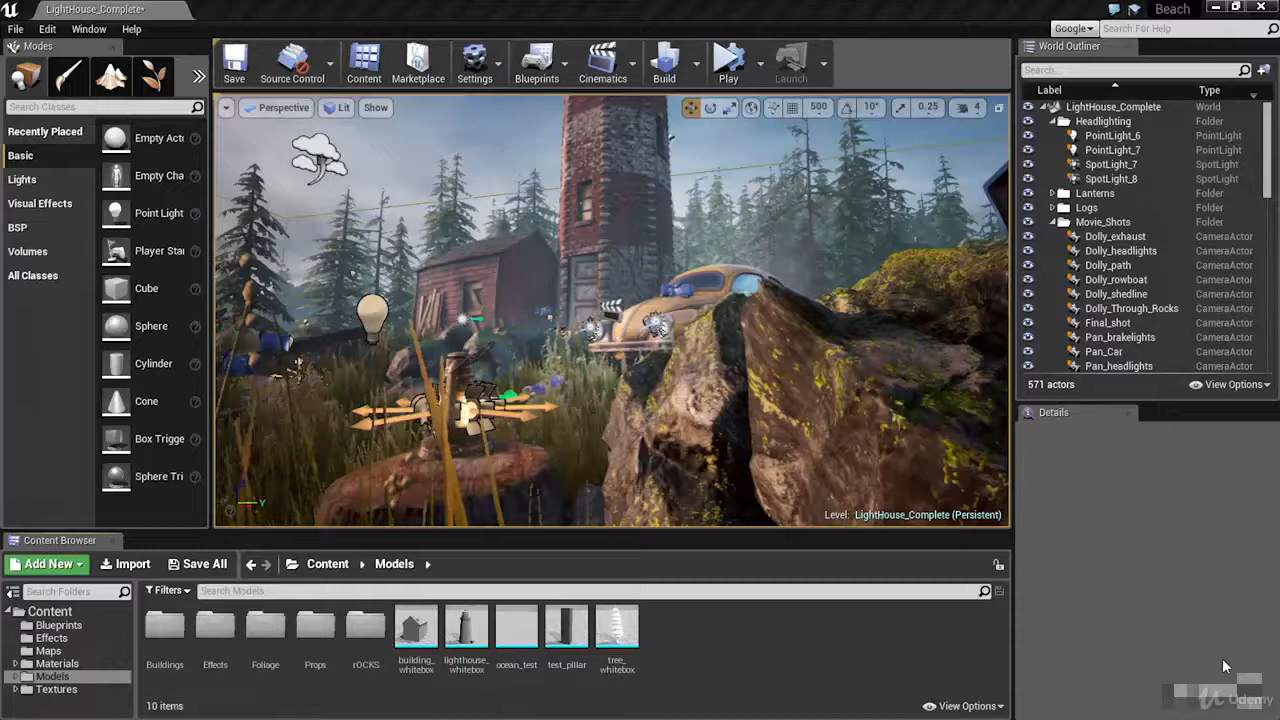 LightHouse_Complete*
Beach
File Edit Window Help
Google
Search For Help
Modes
World Outliner
Save
Source Control
Content
Marketplace
Settings
Blueprints
Cinematics
Build
Play
Launch
Search...
Label
Type
Search Classes
Perspective
Lit
Show
500
10°
0.25
4
Recently Placed
Basic
Lights
Visual Effects
BSP
Volumes
All Classes
Empty Acto
Empty Cha
Point Light
Player Star
Cube
Sphere
Cylinder
Cone
Box Trigge
Sphere Tri
LightHouse_Complete World
Headlighting Folder
PointLight_6 PointLight
PointLight_7 PointLight
SpotLight_7 SpotLight
SpotLight_8 SpotLight
Lanterns Folder
Logs Folder
Movie_Shots Folder
Dolly_exhaust CameraActor
Dolly_headlights CameraActor
Dolly_path CameraActor
Dolly_rowboat CameraActor
Dolly_shedline CameraActor
Dolly_Through_Rocks CameraActor
Final_shot CameraActor
Pan_brakelights CameraActor
Pan_Car CameraActor
Pan_headlights CameraActor
571 actors
View Options
Details
Y
Level: LightHouse_Complete (Persistent)
Content Browser
Add New
Import
Save All
Content
Models
Search Folders
Filters
Search Models
Content
Blueprints
Effects
Maps
Materials
Models
Textures
Buildings
Effects
Foliage
Props
rOCKS
building_
whitebox
lighthouse_
whitebox
ocean_test
test_pillar
tree_
whitebox
10 items
View Options
Udemy